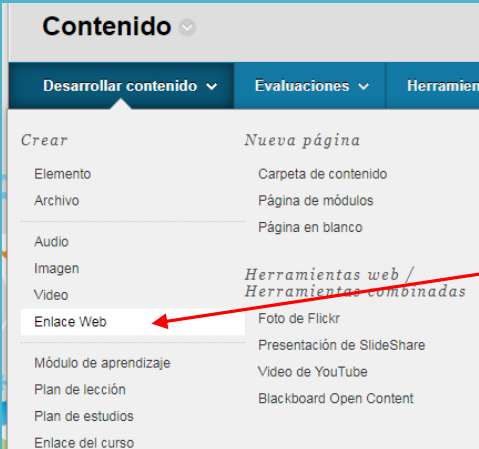 Contenido
Desarrollar contenido
Evaluaciones
Herramien
Crear
Elemento
Archivo
Audio
Imagen
Video
Enlace Web
Módulo de aprendizaje
Plan de lección
Plan de estudios
Enlace del curso
Nueva página
Carpeta de contenido
Página de módulos
Página en blanco
Herramientas web /
Herramientas combinadas
Foto de Flickr
Presentación de SlideShare
Video de YouTube
Blackboard Open Content